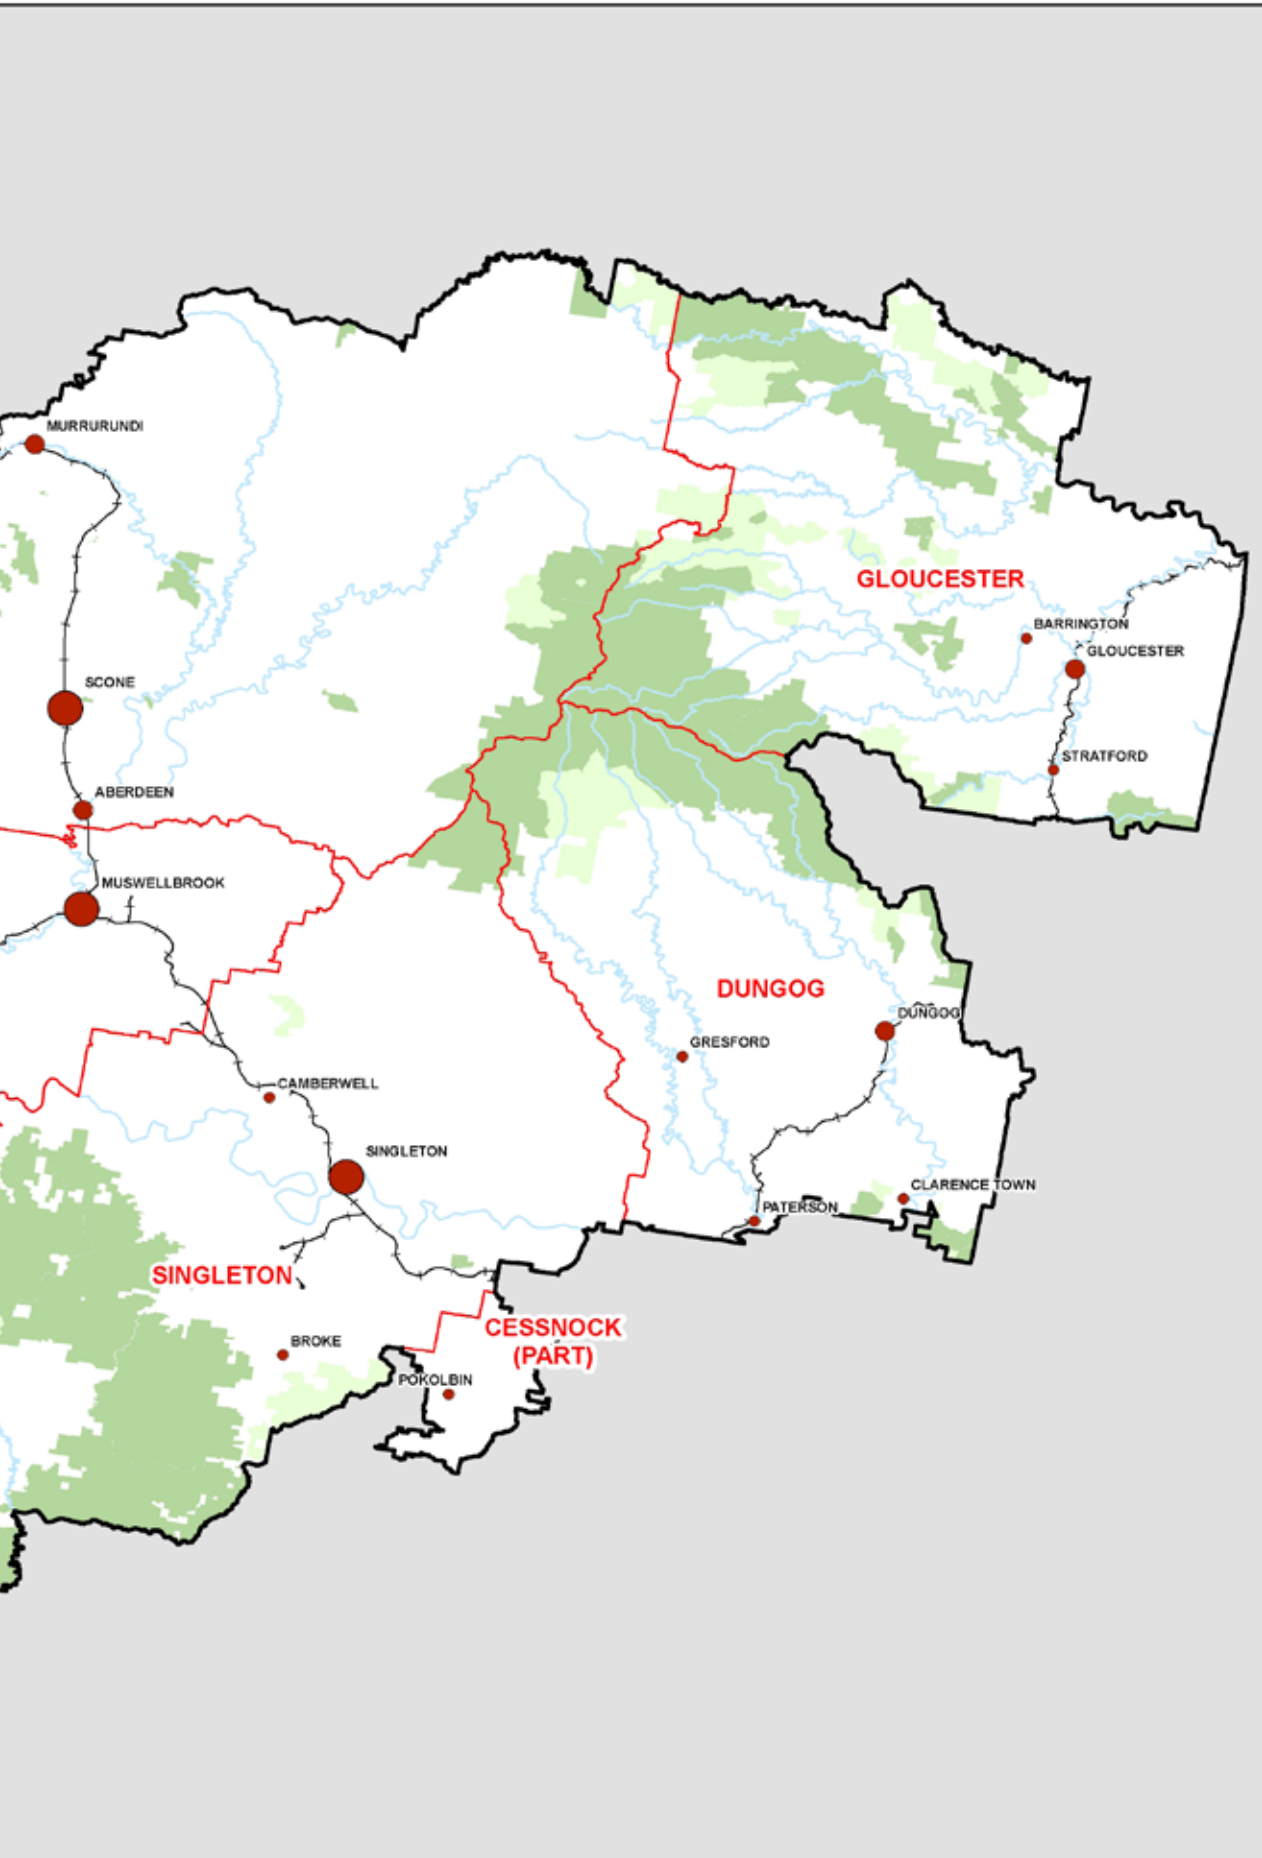 MURRURUNDI
GLOUCESTER
BARRINGTON
GLOUCESTER
SCONE
STRATFORD
ABERDEEN
MUSWELLBROOK
DUNGOG
DUNGOG
GRESFORD
CAMBERWELL
SINGLETON
CLARENCE TOWN
PATERSON
SINGLETON
CESSNOCK
(PART)
BROKE
POKOLBIN